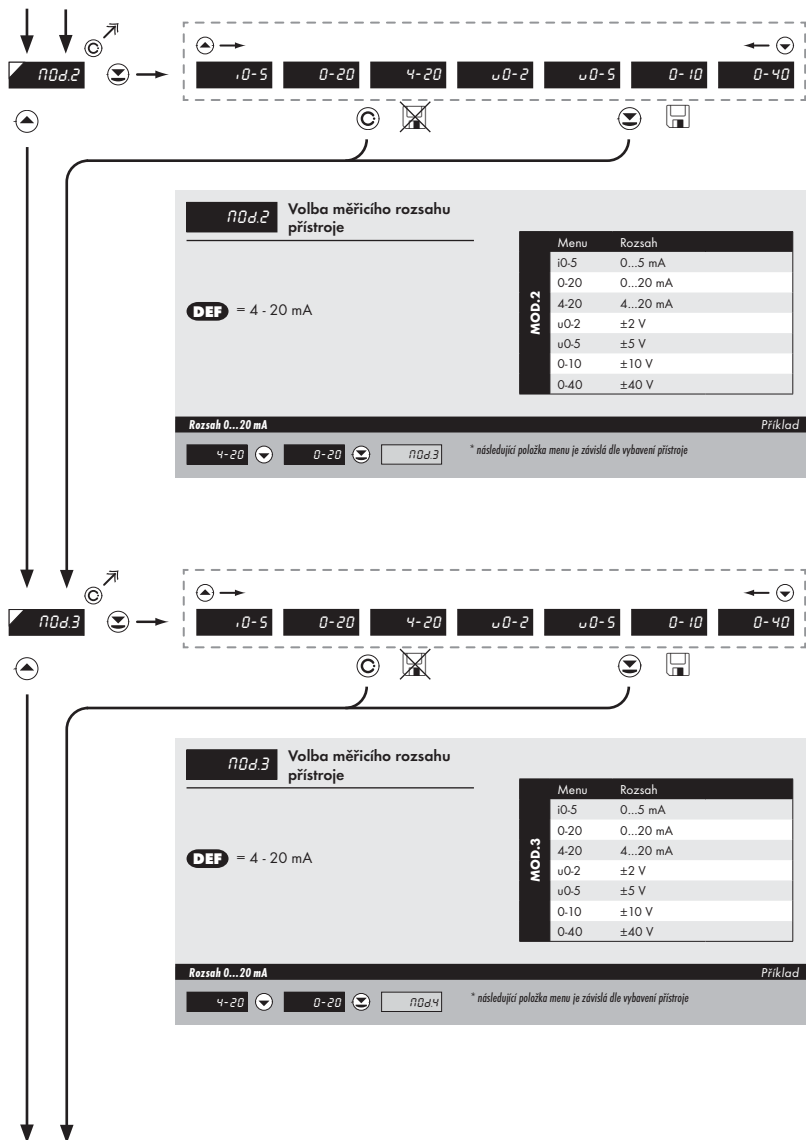 MOd.2
i0-5 0-20 4-20 u0-2 u0-5 0-10 0-40
C
MOd.2 Volba měřicího rozsahu
přístroje
DEF = 4 - 20 mA
MOD.2
Menu Rozsah
i0-5 0...5 mA
0-20 0...20 mA
4-20 4...20 mA
u0-2 ±2 V
u0-5 ±5 V
0-10 ±10 V
0-40 ±40 V
Rozsah 0...20 mA Příklad
4-20 0-20 MOd.3 * následující položka menu je závislá dle vybavení přístroje
C
MOd.3
i0-5 0-20 4-20 u0-2 u0-5 0-10 0-40
C
MOd.3 Volba měřicího rozsahu
přístroje
DEF = 4 - 20 mA
MOD.3
Menu Rozsah
i0-5 0...5 mA
0-20 0...20 mA
4-20 4...20 mA
u0-2 ±2 V
u0-5 ±5 V
0-10 ±10 V
0-40 ±40 V
Rozsah 0...20 mA Příklad
4-20 0-20 MOd.4 * následující položka menu je závislá dle vybavení přístroje